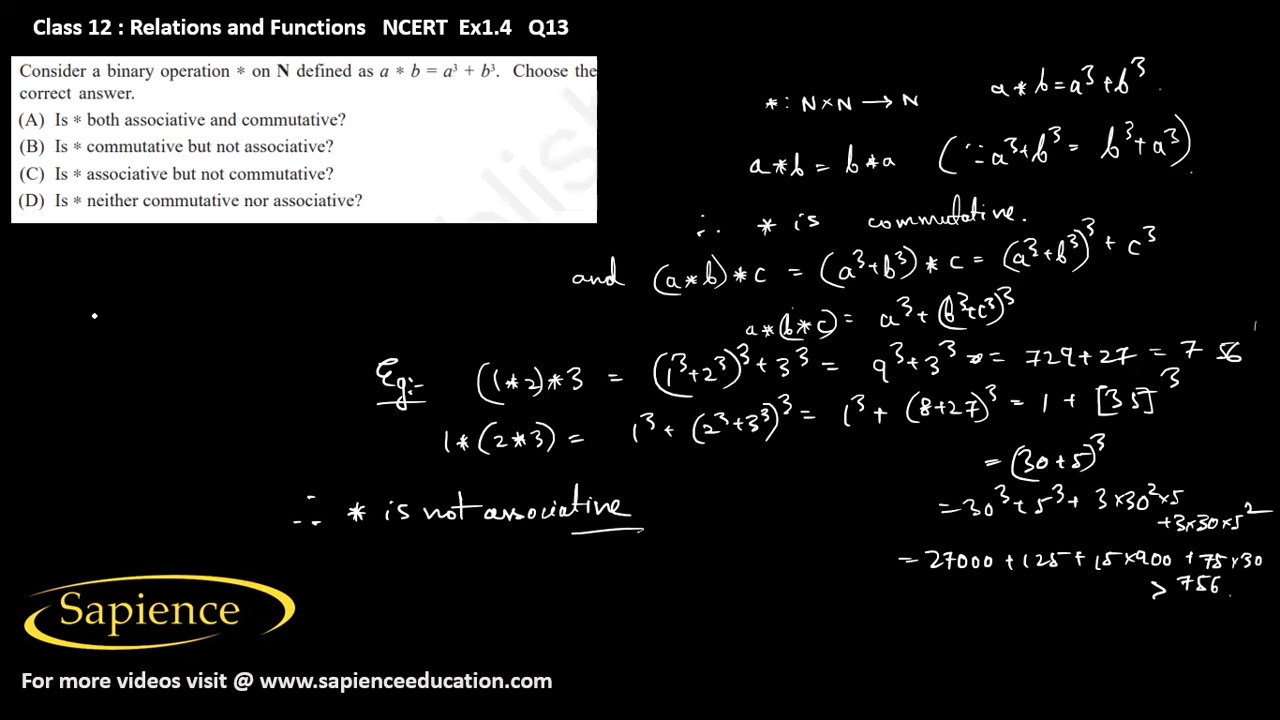 Class 12 : Relations and Functions NCERT Ex1.4 Q13
Consider a binary operation * on N defined as a * b = a³ + b³. Choose the
correct answer.
(A) Is * both associative and commutative?
(B) Is * commutative but not associative?
(C) Is * associative but not commutative?
(D) Is * neither commutative nor associative?
*: N×N → N a*b = a³+b³
a*b = b*a (∵ a³+b³ = b³+a³)
∴ * is commutative.
and (a*b)*c = (a³+b³)*c = (a³+b³)³ + c³
a*(b*c) = a³+(b³+c³)³
Eg:- (1*2)*3 = (1³+2³)³+3³ = 9³+3³ = 729+27 = 756
1*(2*3) = 1³+(2³+3³)³ = 1³+(8+27)³ = 1+[35]³
= (30+5)³
= 30³+5³+3×30²×5
+3×30×5²
= 27000+125+15×900+75×30
> 756.
∴ * is not associative
Sapience
For more videos visit @ www.sapienceeducation.com